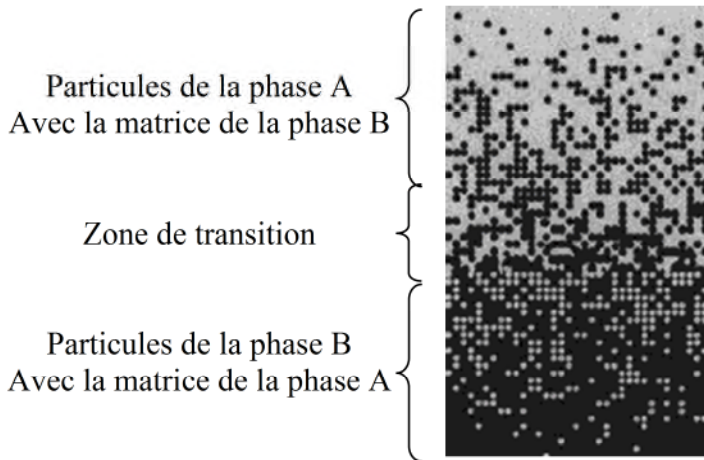 Particules de la phase A
Avec la matrice de la phase B
Zone de transition
Particules de la phase B
Avec la matrice de la phase A